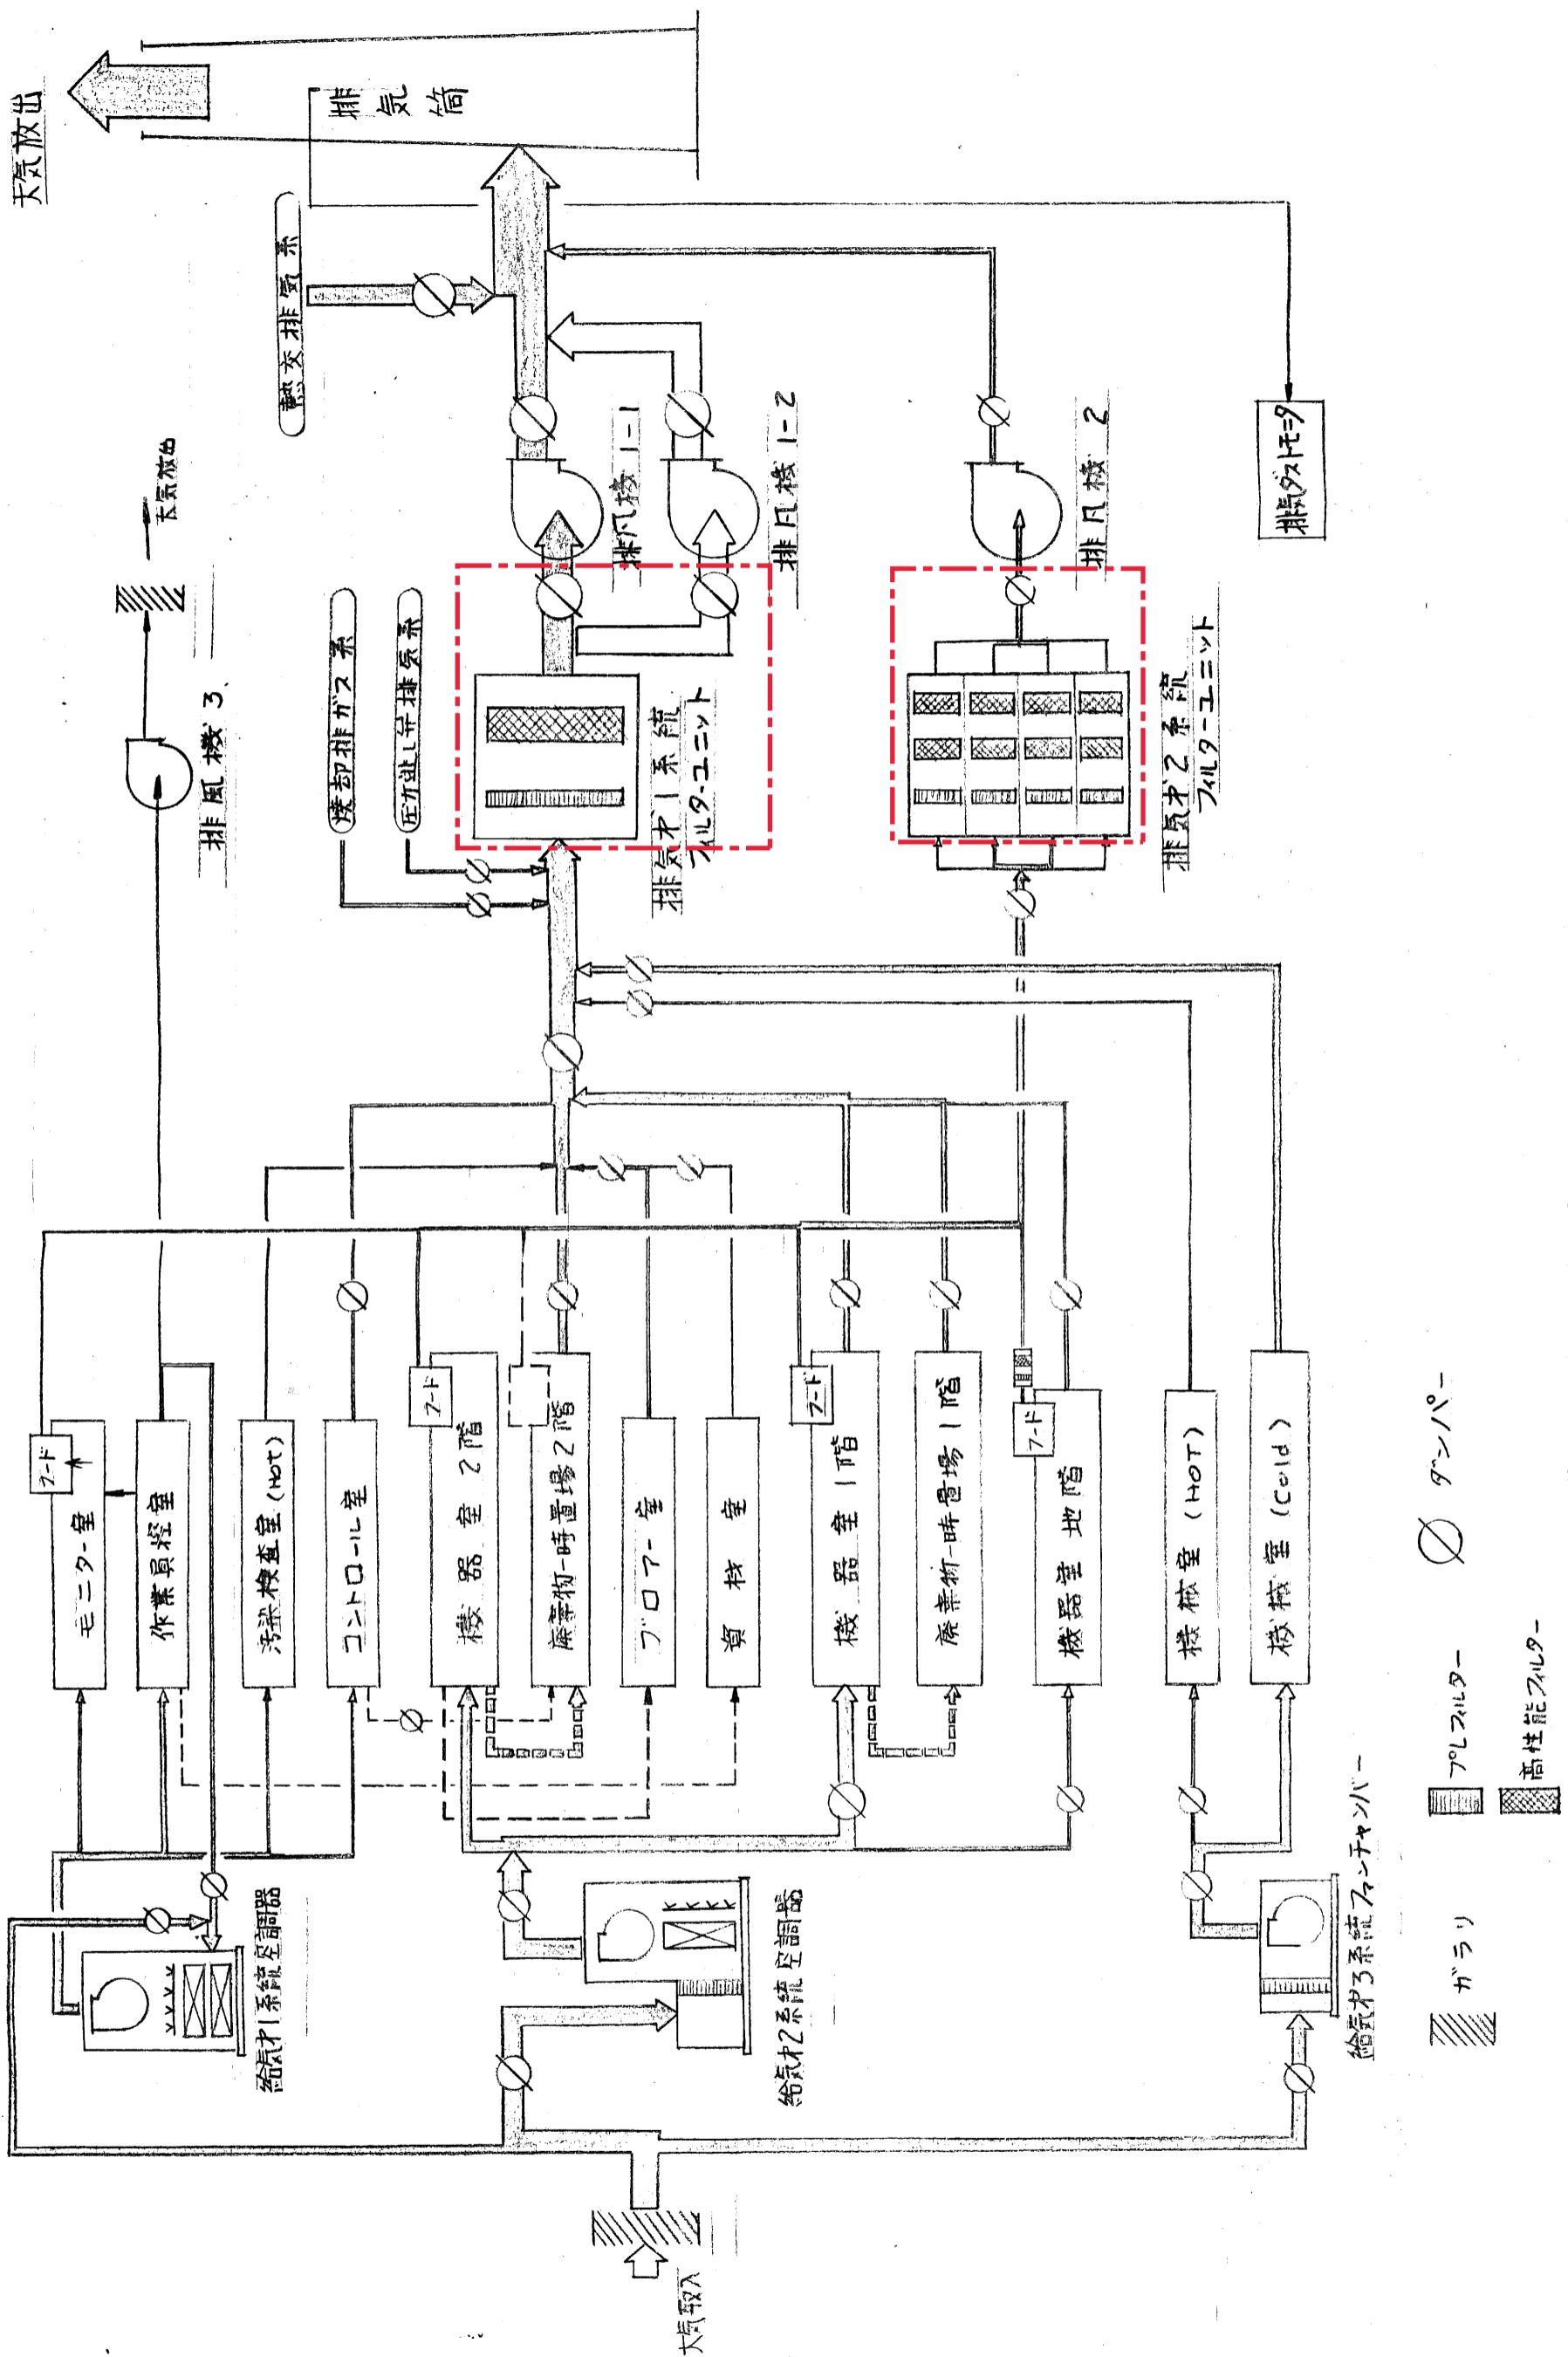 大気放出
排気筒
熱交排気系
大気放出
排風機3
焼却排ガス系
圧力逃し弁排気系
排風機1-1
排風機1-2
排気オ1系統
フィルターユニット
排風機2
排気オ2系統
フィルターユニット
排気ダストモニタ
フード
モニター室
作業員控室
汚染検査室(Hot)
コントロール室
フード
機器室2階
廃棄物一時置場2階
ブロアー室
資材室
フード
機器室1階
廃棄物一時置場1階
フード
機器室地階
機械室(HOT)
機械室(Cold)
給気オ1系統空調器
給気オ2系統空調器
給気オ3系統ファンチャンバー
大気取入
ガラリ
ダンパー
プレフィルター
高性能フィルター